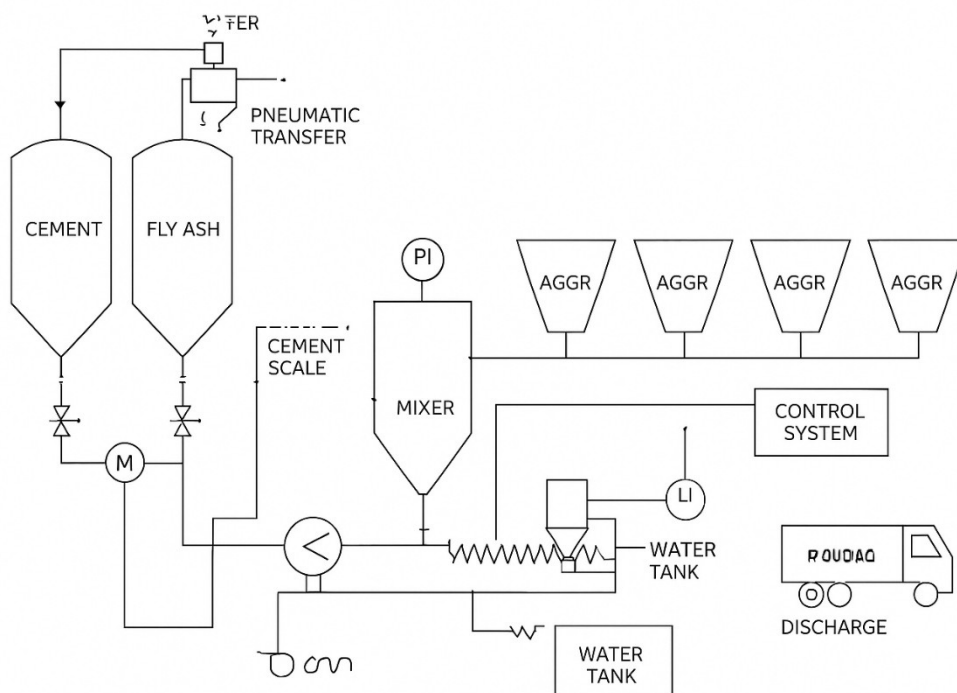 PNEUMATIC
TRANSFER
CEMENT
FLY ASH
PI
AGGR
AGGR
AGGR
AGGR
CEMENT
SCALE
MIXER
CONTROL
SYSTEM
M
LI
WATER
TANK
DISCHARGE
WATER
TANK